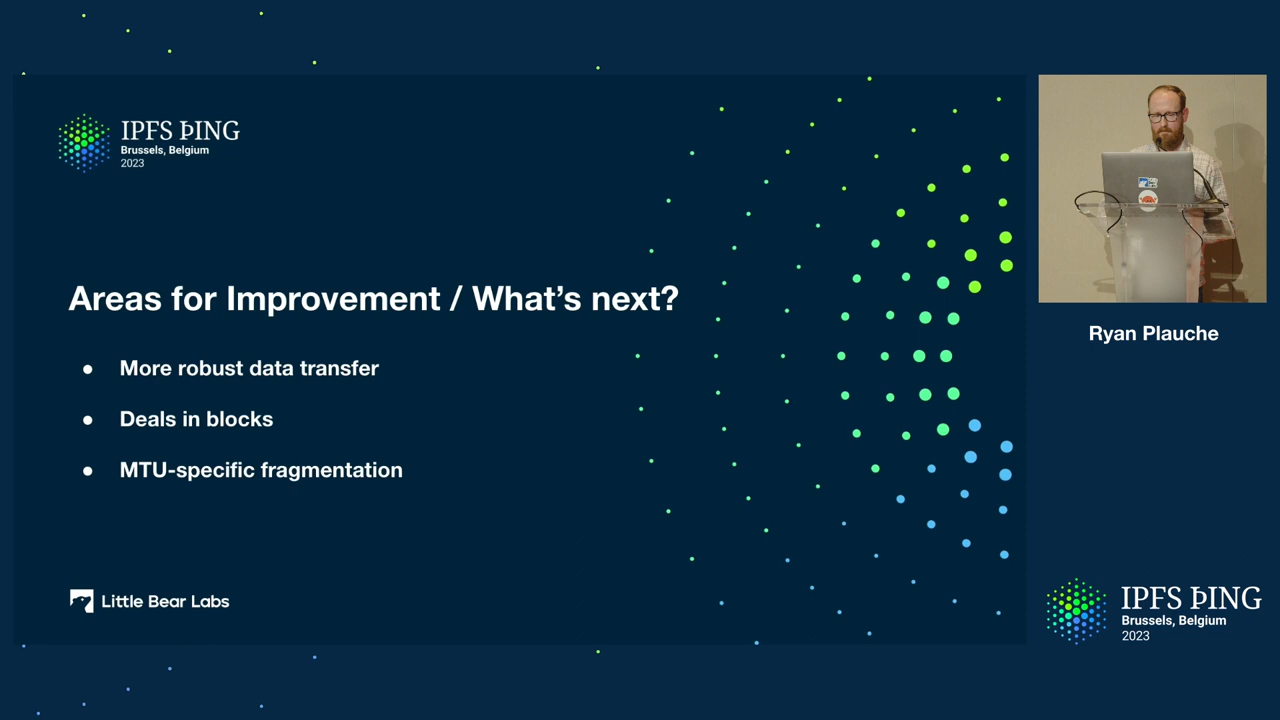 IPFS ÞING
Brussels, Belgium
2023
Areas for Improvement / What’s next?
● More robust data transfer
● Deals in blocks
● MTU-specific fragmentation
Little Bear Labs
Ryan Plauche
IPFS ÞING
Brussels, Belgium
2023